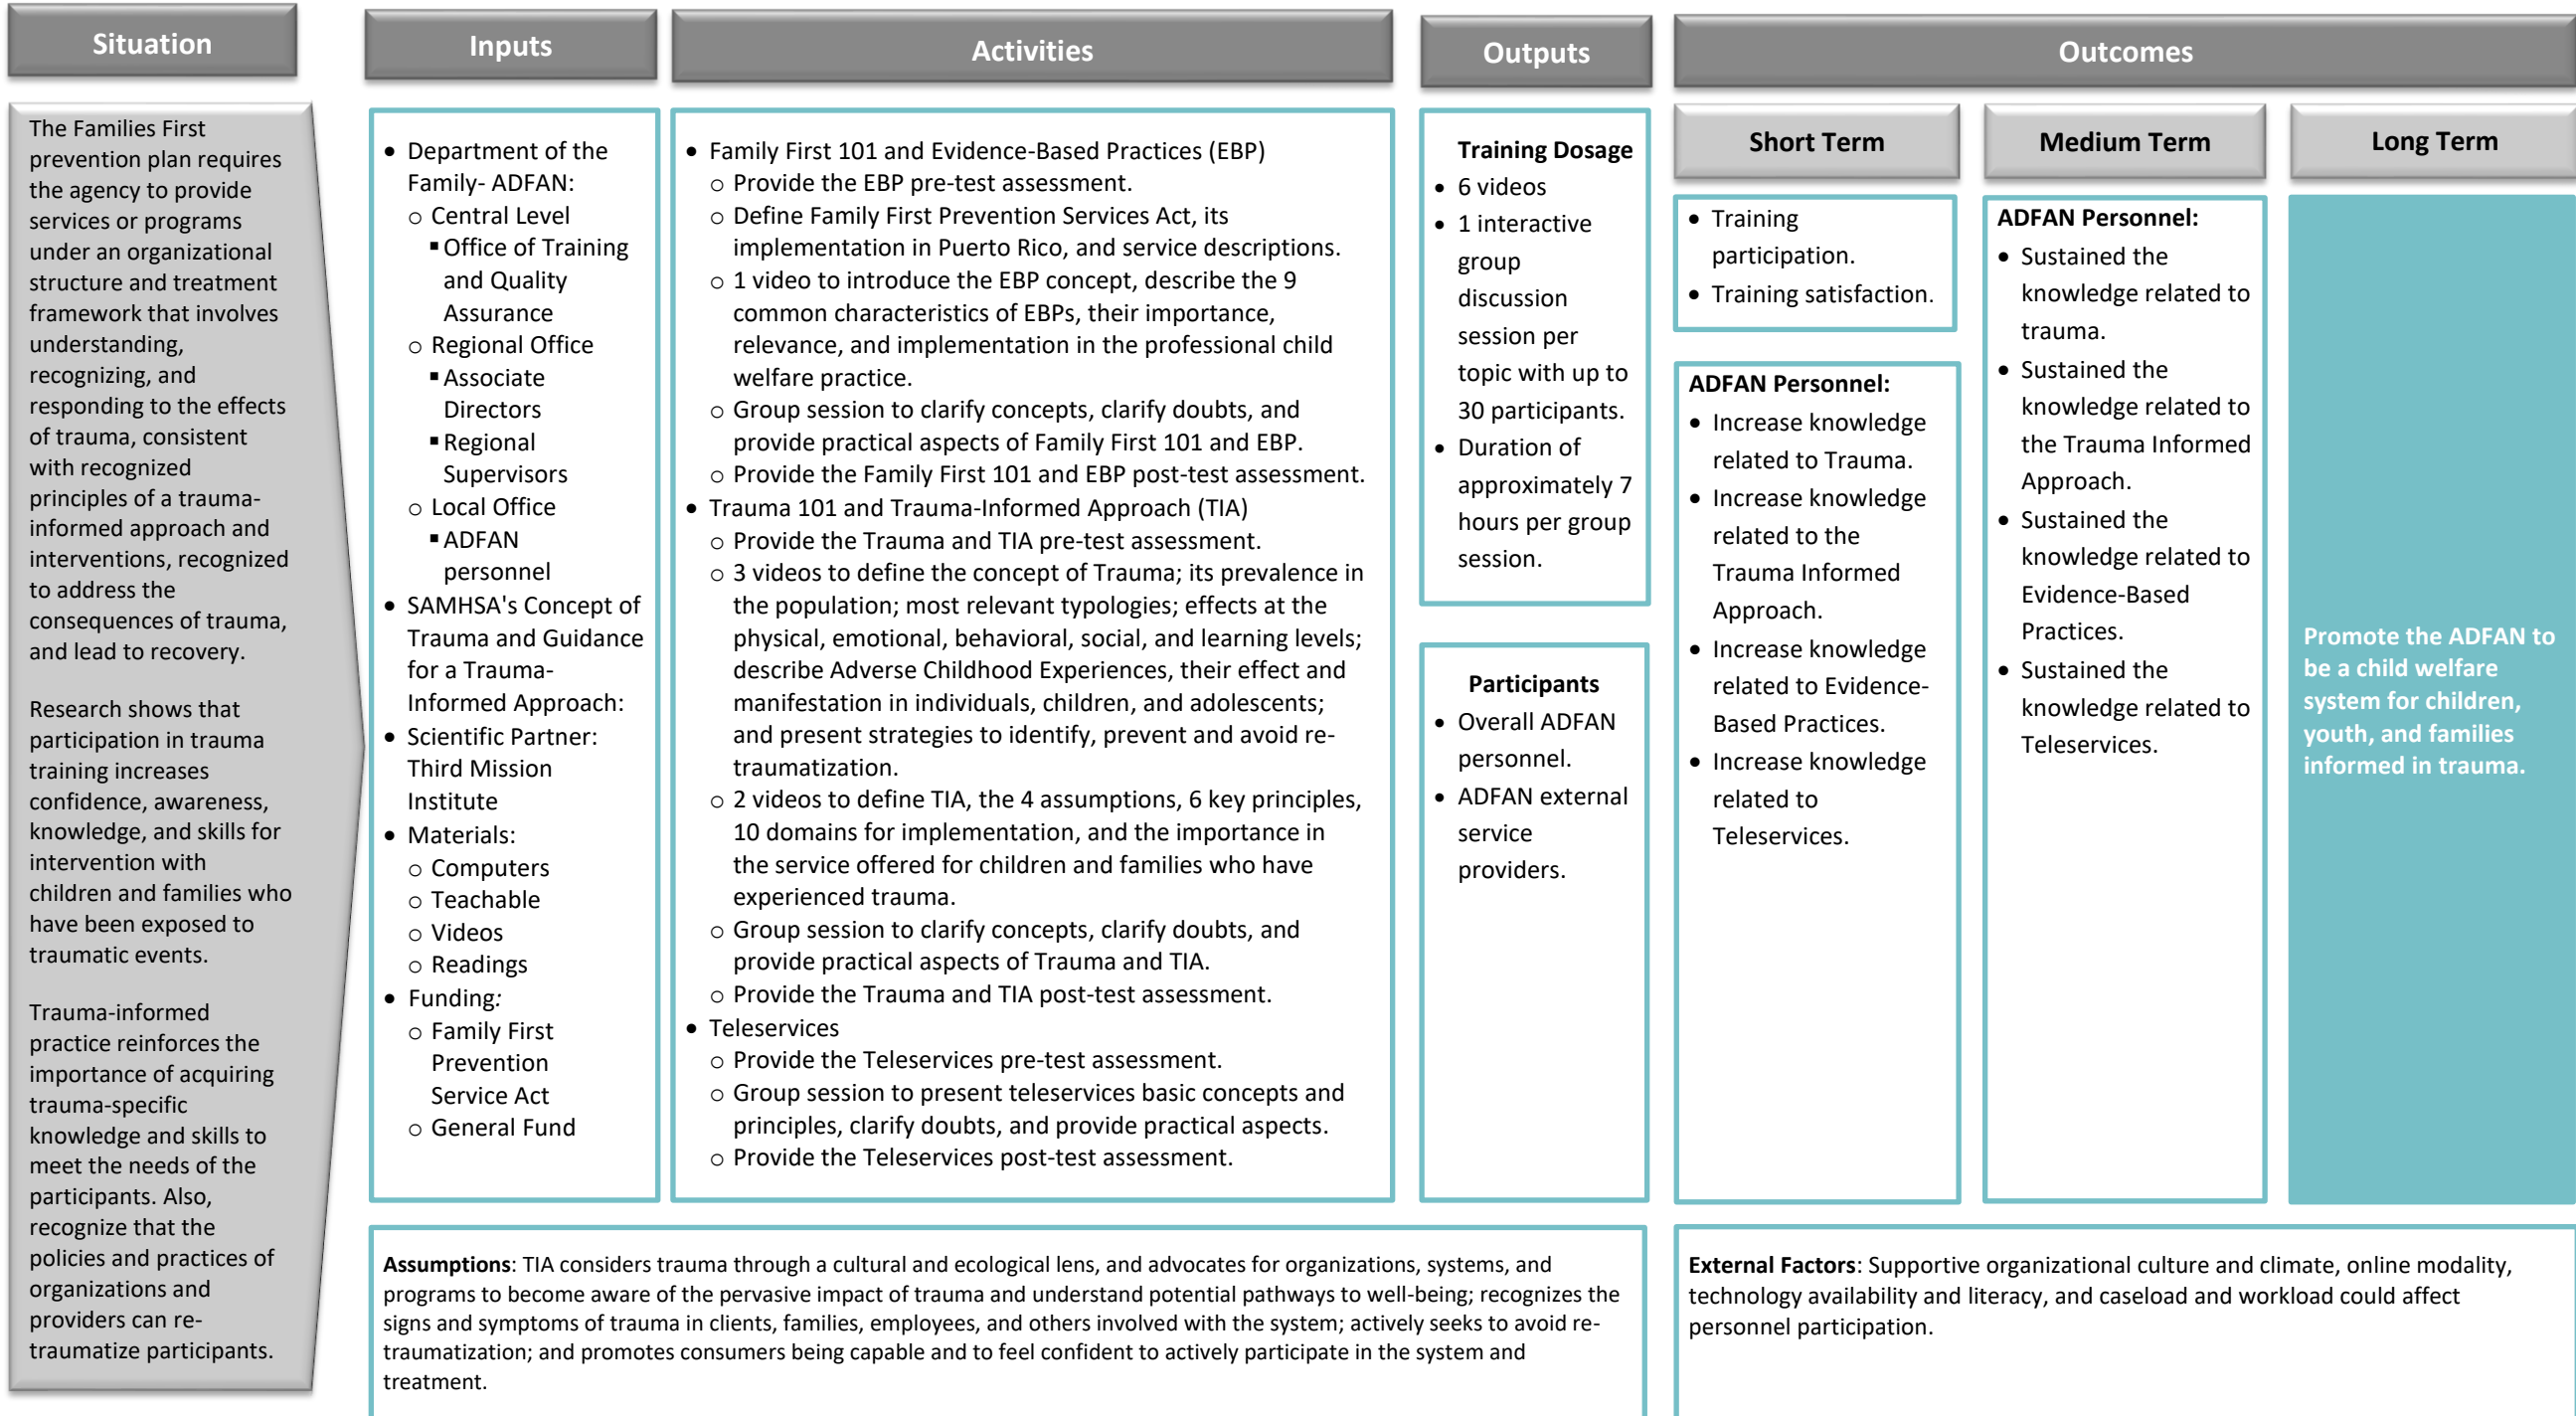 Situation
The Families First
prevention plan requires
the agency to provide
services or programs
under an organizational
structure and treatment
framework that involves
understanding,
recognizing, and
responding to the effects
of trauma, consistent
with recognized
principles of a trauma-
informed approach and
interventions, recognized
to address the
consequences of trauma,
and lead to recovery.
Research shows that
participation in trauma
training increases
confidence, awareness,
knowledge, and skills for
intervention with
children and families who
have been exposed to
traumatic events.
Trauma-informed
practice reinforces the
importance of acquiring
trauma-specific
knowledge and skills to
meet the needs of the
participants. Also,
recognize that the
policies and practices of
organizations and
providers can re-
traumatize participants.
Inputs
• Department of the
Family- ADFAN:
o Central Level
▪ Office of Training
and Quality
Assurance
o Regional Office
▪ Associate
Directors
▪ Regional
Supervisors
o Local Office
▪ ADFAN
personnel
• SAMHSA's Concept of
Trauma and Guidance
for a Trauma-
Informed Approach:
• Scientific Partner:
Third Mission
Institute
• Materials:
o Computers
o Teachable
o Videos
o Readings
• Funding:
o Family First
Prevention
Service Act
o General Fund
Activities
• Family First 101 and Evidence-Based Practices (EBP)
o Provide the EBP pre-test assessment.
o Define Family First Prevention Services Act, its
implementation in Puerto Rico, and service descriptions.
o 1 video to introduce the EBP concept, describe the 9
common characteristics of EBPs, their importance,
relevance, and implementation in the professional child
welfare practice.
o Group session to clarify concepts, clarify doubts, and
provide practical aspects of Family First 101 and EBP.
o Provide the Family First 101 and EBP post-test assessment.
• Trauma 101 and Trauma-Informed Approach (TIA)
o Provide the Trauma and TIA pre-test assessment.
o 3 videos to define the concept of Trauma; its prevalence in
the population; most relevant typologies; effects at the
physical, emotional, behavioral, social, and learning levels;
describe Adverse Childhood Experiences, their effect and
manifestation in individuals, children, and adolescents;
and present strategies to identify, prevent and avoid re-
traumatization.
o 2 videos to define TIA, the 4 assumptions, 6 key principles,
10 domains for implementation, and the importance in
the service offered for children and families who have
experienced trauma.
o Group session to clarify concepts, clarify doubts, and
provide practical aspects of Trauma and TIA.
o Provide the Trauma and TIA post-test assessment.
• Teleservices
o Provide the Teleservices pre-test assessment.
o Group session to present teleservices basic concepts and
principles, clarify doubts, and provide practical aspects.
o Provide the Teleservices post-test assessment.
Outputs
Training Dosage
• 6 videos
• 1 interactive
group
discussion
session per
topic with up to
30 participants.
• Duration of
approximately 7
hours per group
session.
Participants
• Overall ADFAN
personnel.
• ADFAN external
service
providers.
Outcomes
Short Term
• Training
participation.
• Training satisfaction.
ADFAN Personnel:
• Increase knowledge
related to Trauma.
• Increase knowledge
related to the
Trauma Informed
Approach.
• Increase knowledge
related to Evidence-
Based Practices.
• Increase knowledge
related to
Teleservices.
Medium Term
ADFAN Personnel:
• Sustained the
knowledge related to
trauma.
• Sustained the
knowledge related to
the Trauma Informed
Approach.
• Sustained the
knowledge related to
Evidence-Based
Practices.
• Sustained the
knowledge related to
Teleservices.
Long Term
Promote the ADFAN to
be a child welfare
system for children,
youth, and families
informed in trauma.
Assumptions: TIA considers trauma through a cultural and ecological lens, and advocates for organizations, systems, and
programs to become aware of the pervasive impact of trauma and understand potential pathways to well-being; recognizes the
signs and symptoms of trauma in clients, families, employees, and others involved with the system; actively seeks to avoid re-
traumatization; and promotes consumers being capable and to feel confident to actively participate in the system and
treatment.
External Factors: Supportive organizational culture and climate, online modality,
technology availability and literacy, and caseload and workload could affect
personnel participation.